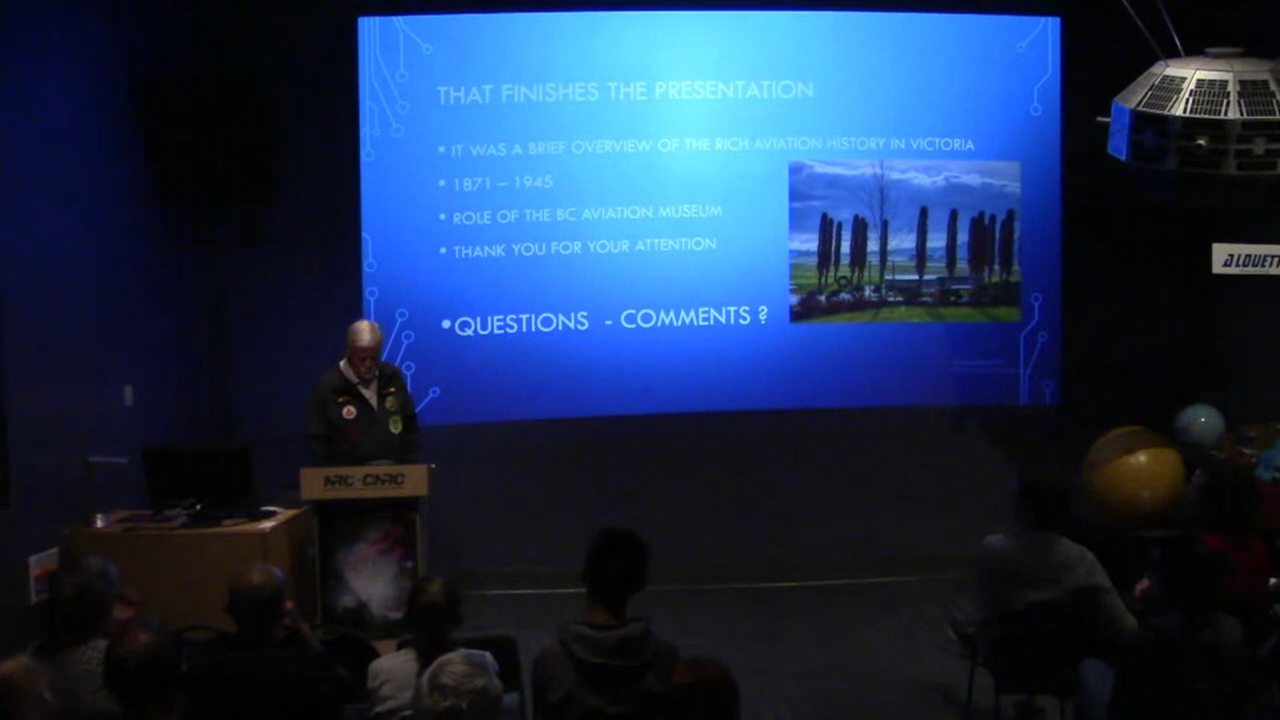 THAT FINISHES THE PRESENTATION
• IT WAS A BRIEF OVERVIEW OF THE RICH AVIATION HISTORY IN VICTORIA
• 1871 – 1945
• ROLE OF THE BC AVIATION MUSEUM
• THANK YOU FOR YOUR ATTENTION
•QUESTIONS - COMMENTS ?
ALOUETT
NRC·CNRC